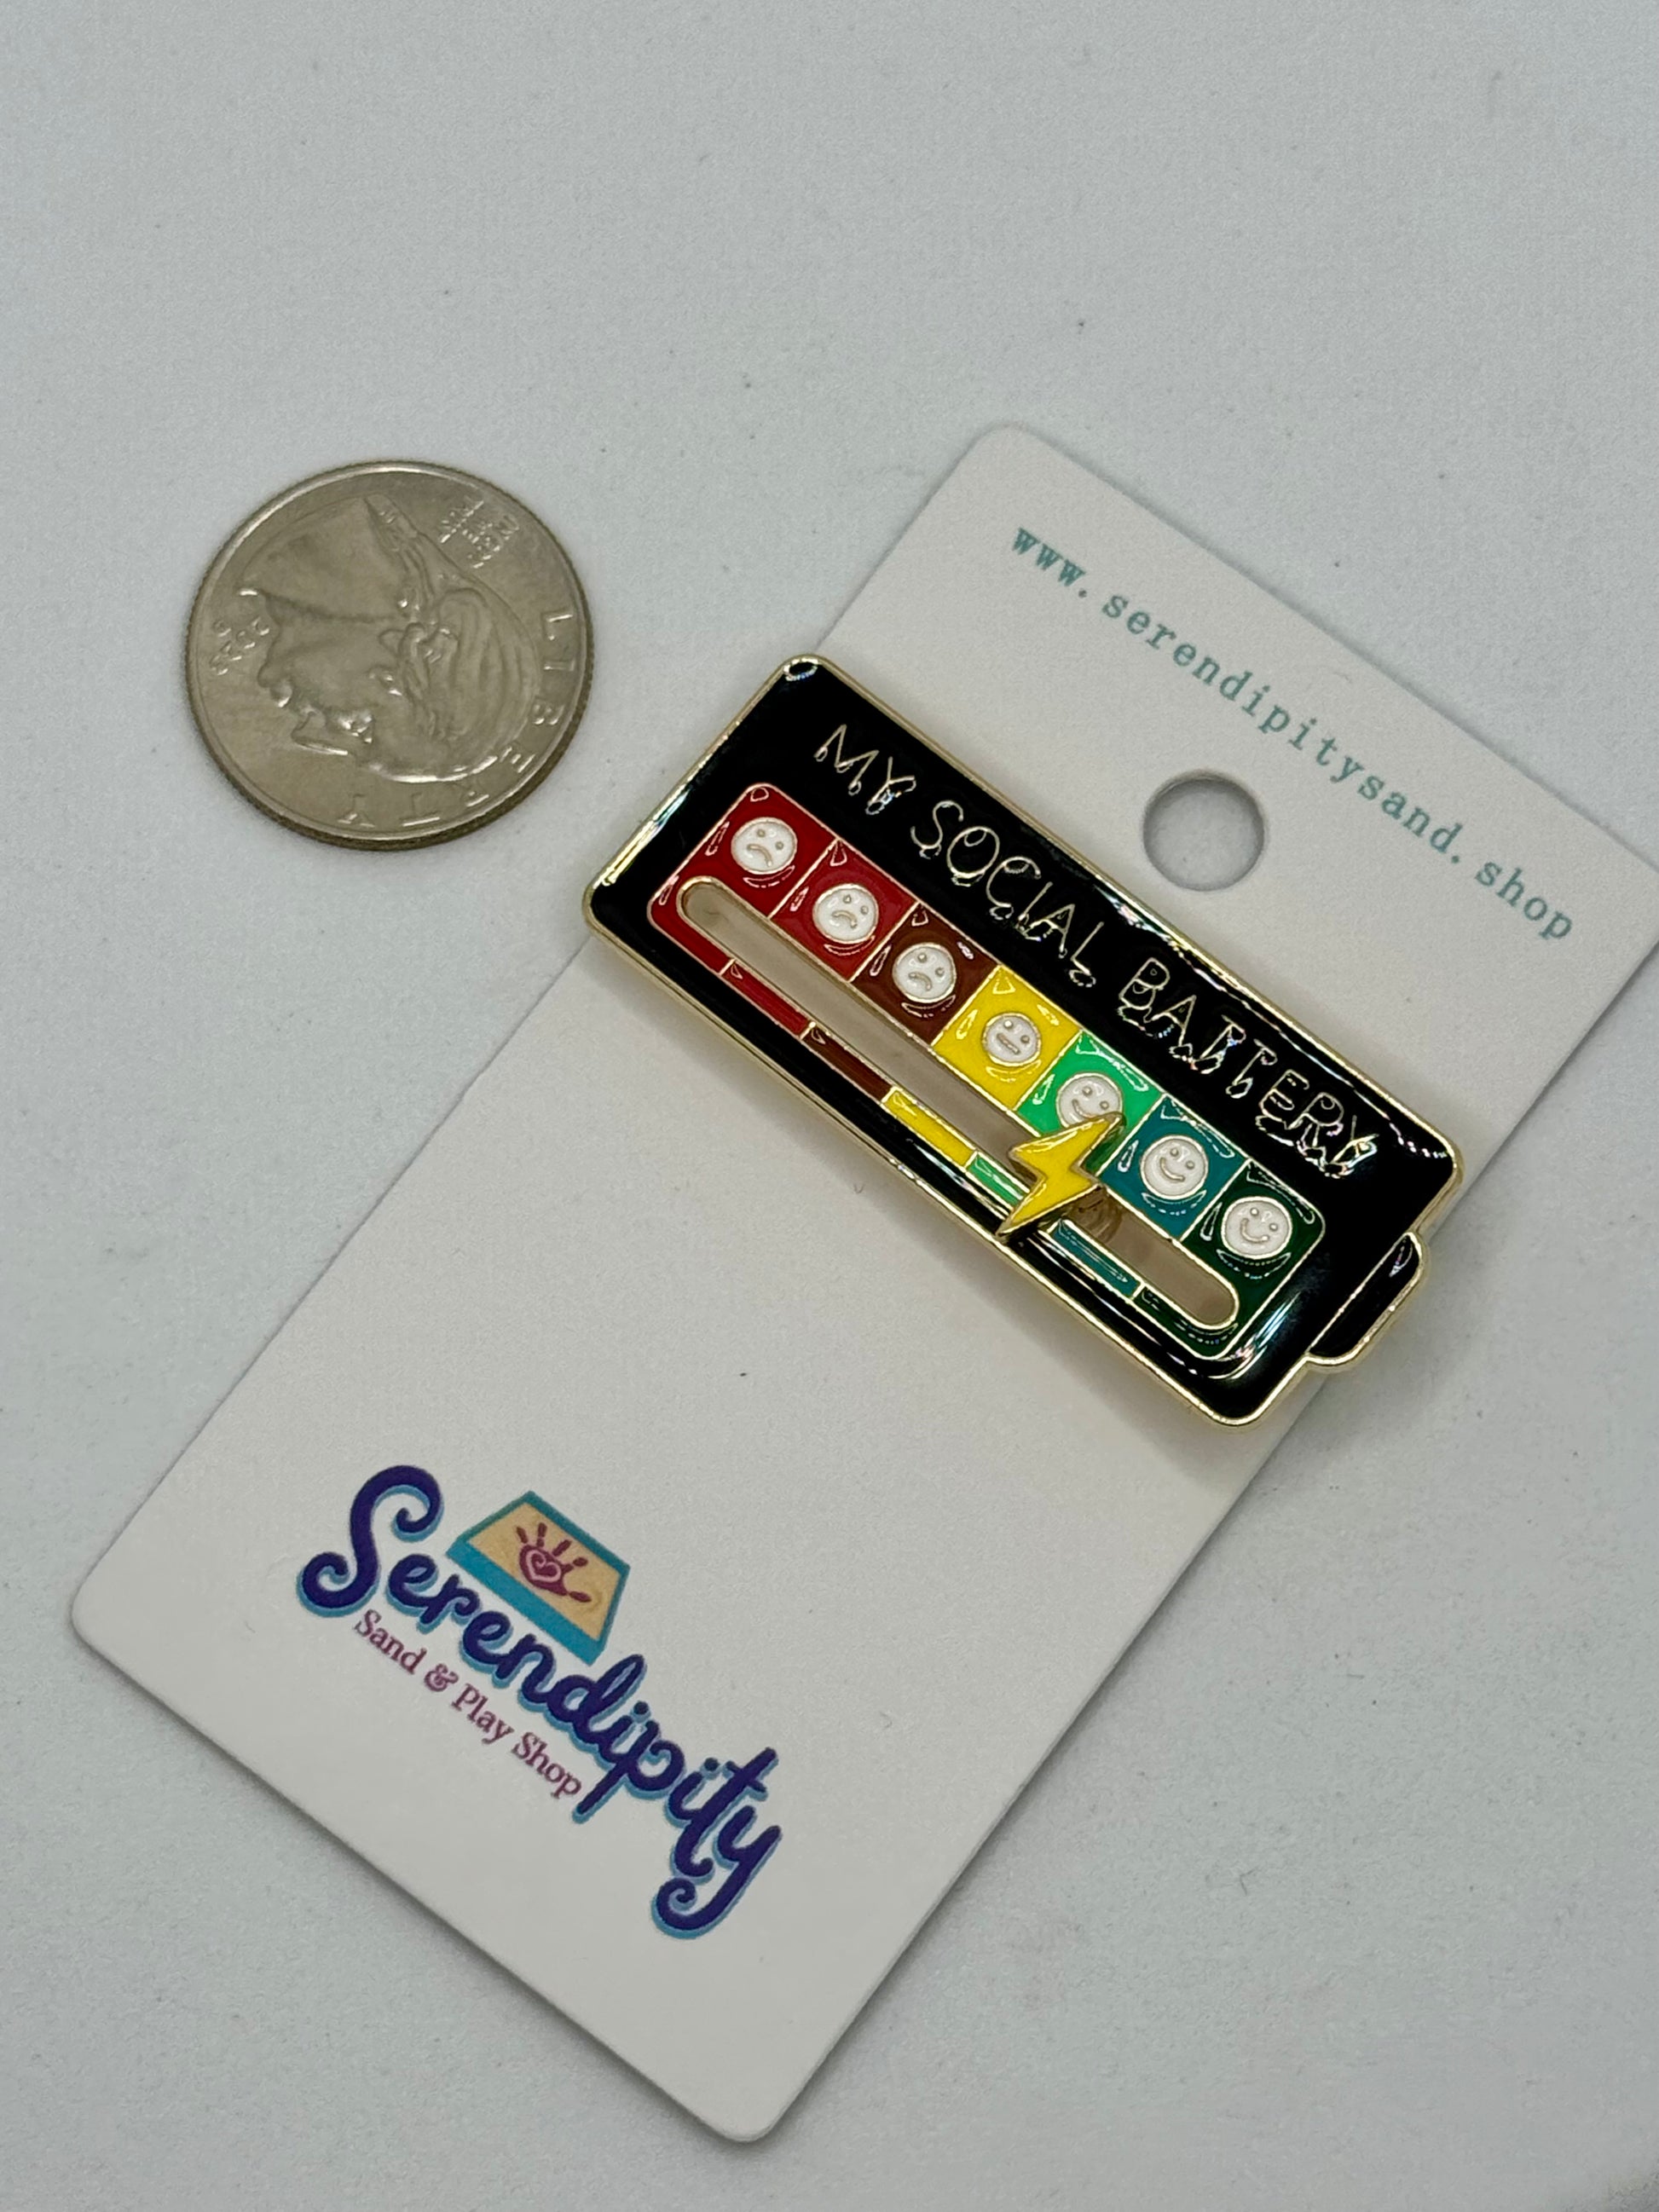 LIBERTY
www.serendipitysand.shop
MY SOCIAL BATTERY
Serendipity
Sand & Play Shop